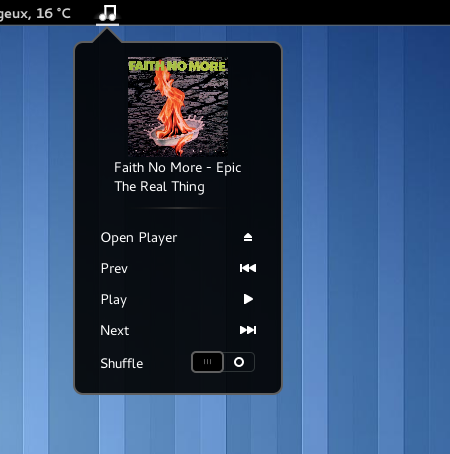 geux, 16 °C
FAITH NO MORE
Faith No More - Epic
The Real Thing
Open Player
Prev
Play
Next
Shuffle